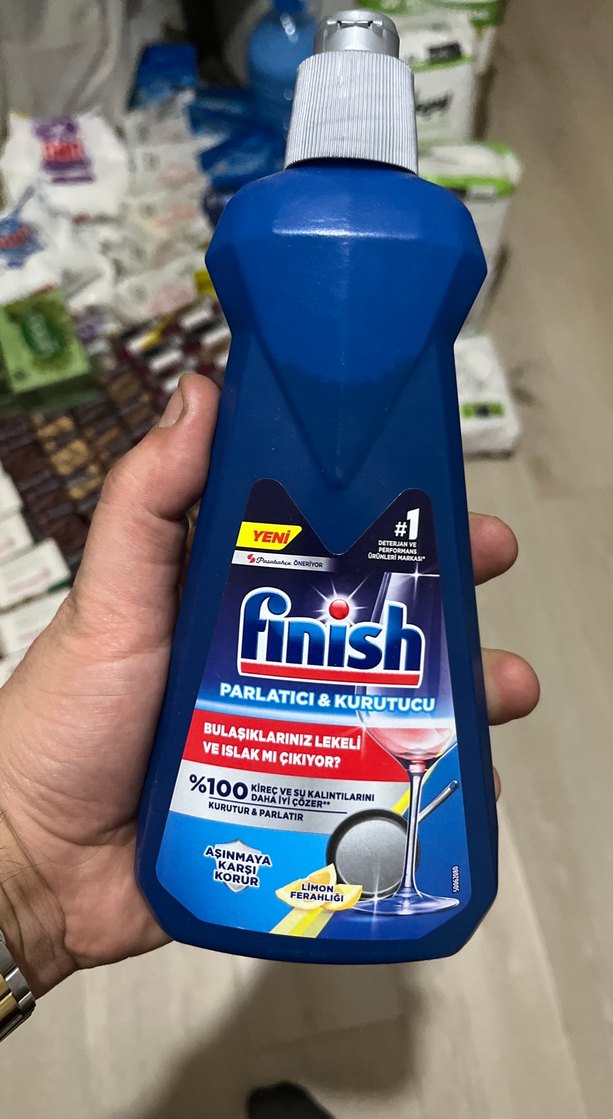 YENİ
Paşabahçe ÖNERİYOR
#1
DETERJAN VE
PERFORMANS
ÜRÜNLERİ MARKASI*
finish
PARLATICI & KURUTUCU
BULAŞIKLARINIZ LEKELİ
VE ISLAK MI ÇIKIYOR?
%100 KİREÇ VE SU KALINTILARINI
DAHA İYİ ÇÖZER**
KURUTUR & PARLATIR
AŞINMAYA
KARŞI
KORUR
LİMON
FERAHLIĞI